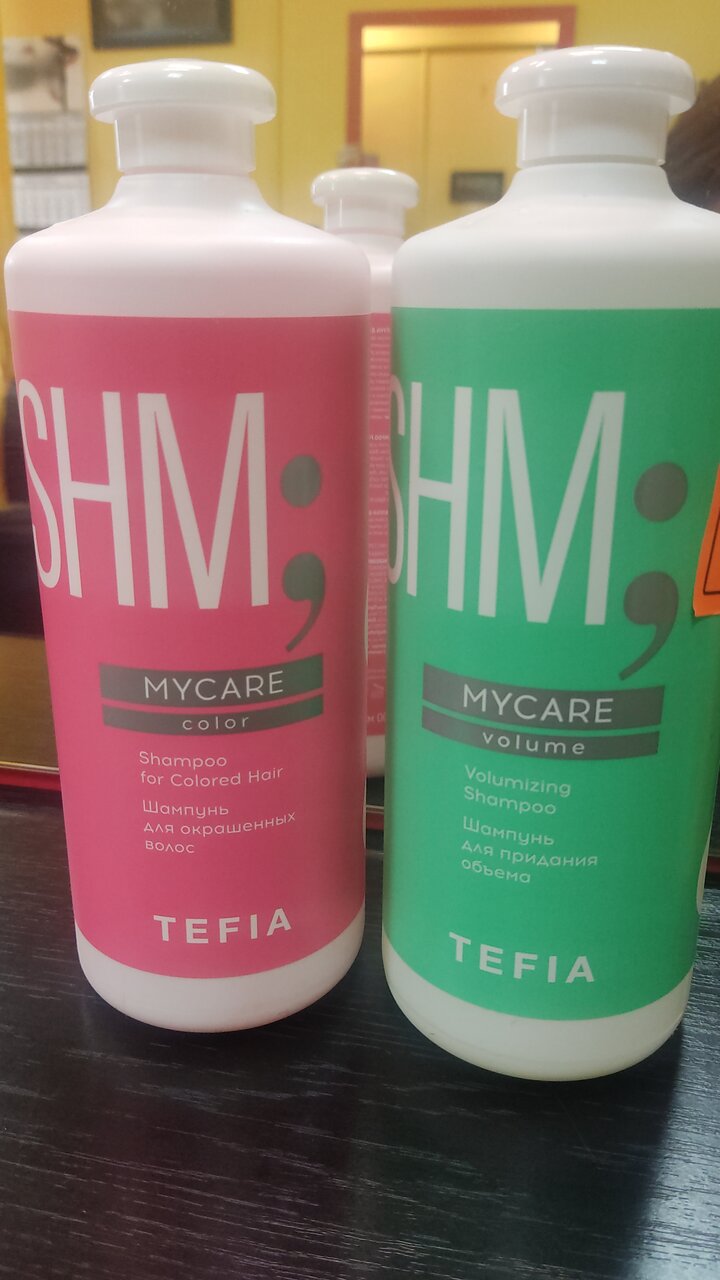 SHM;
MYCARE
color
Shampoo
for Colored Hair
Шампунь
для окрашенных
волос
TEFIA
SHM;
MYCARE
volume
Volumizing
Shampoo
Шампунь
для придания
объема
TEFIA